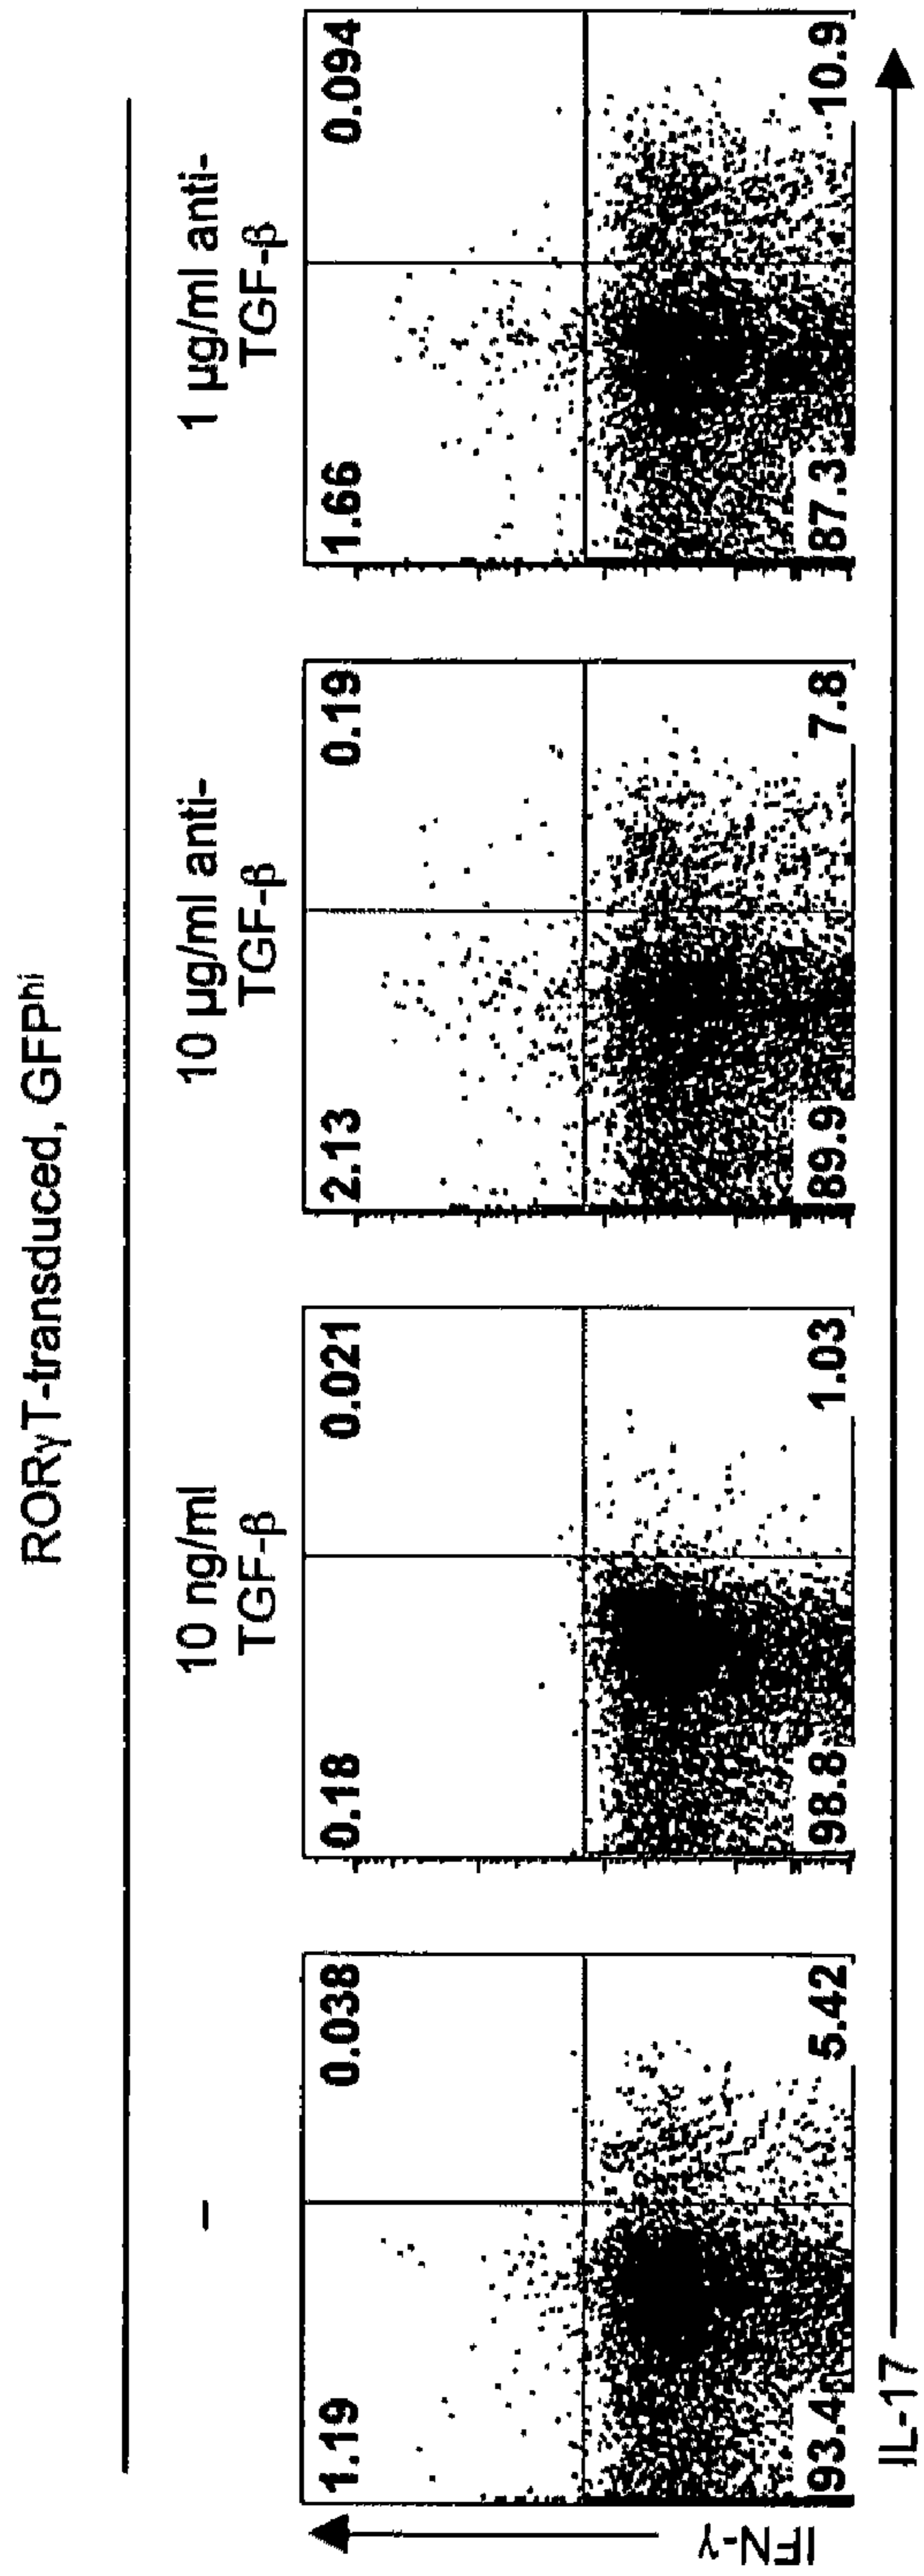 RORγT-transduced, GFPhi
–
10 ng/ml
TGF-β
10 µg/ml anti-
TGF-β
1 µg/ml anti-
TGF-β
1.19
0.038
0.18
0.021
2.13
0.19
1.66
0.094
93.4
5.42
98.8
1.03
89.9
7.8
87.3
10.9
IFN-γ
IL-17